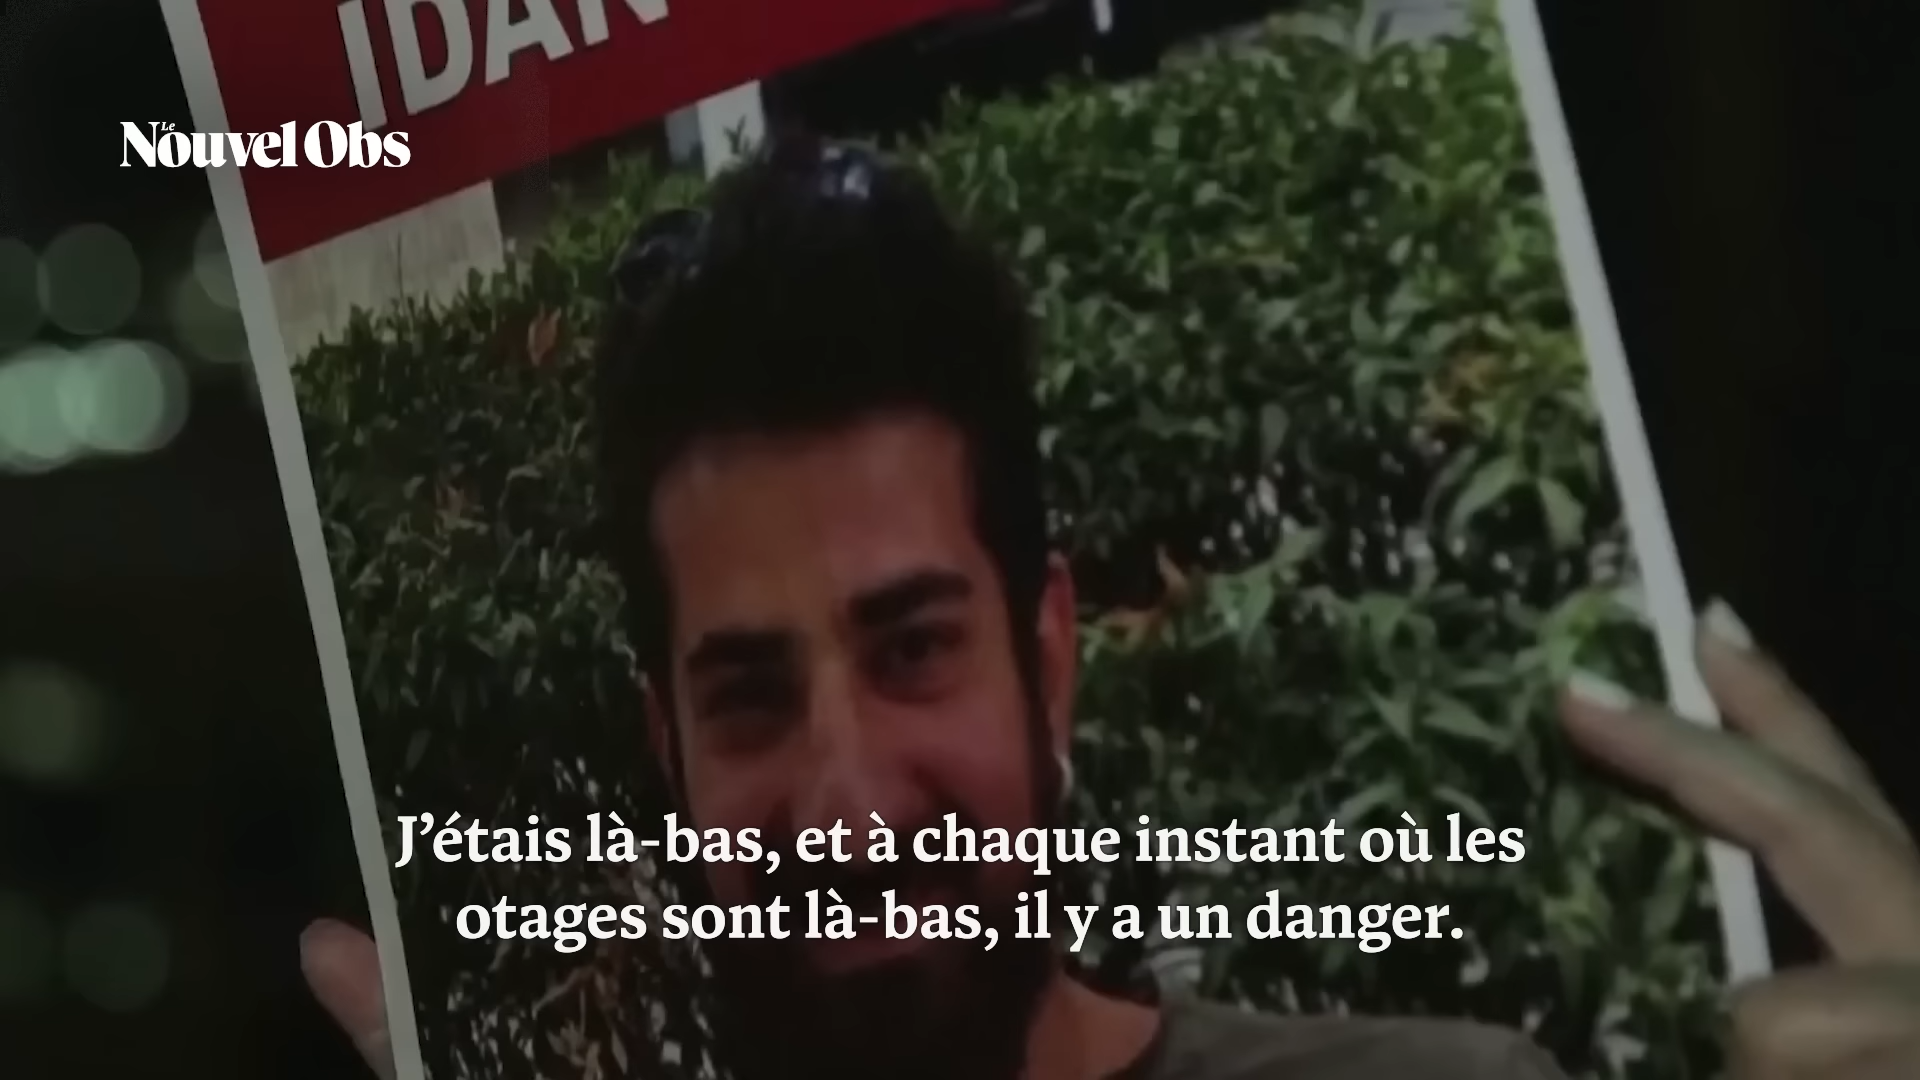 IDAN
Le Nouvel Obs
J'étais là-bas, et à chaque instant où les
otages sont là-bas, il y a un danger.